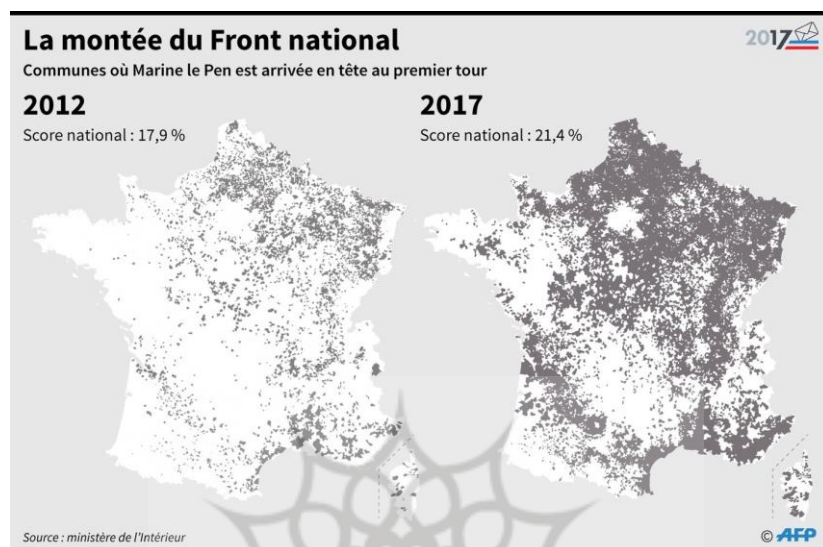 La montée du Front national
2017
Communes où Marine le Pen est arrivée en tête au premier tour
2012
Score national : 17,9 %
2017
Score national : 21,4 %
Source : ministère de l'Intérieur
© AFP